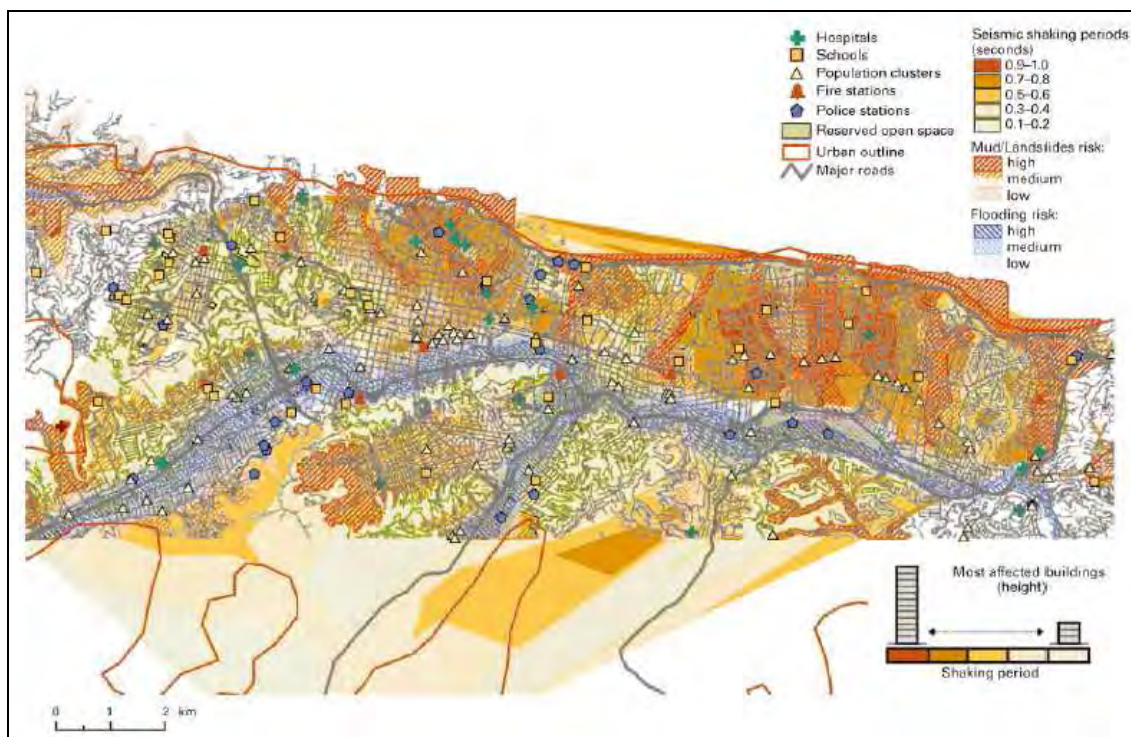 Hospitals
Schools
Population clusters
Fire stations
Police stations
Reserved open space
Urban outline
Major roads
Seismic shaking periods
(seconds)
0.9–1.0
0.7–0.8
0.5–0.6
0.3–0.4
0.1–0.2
Mud/Landslides risk:
high
medium
low
Flooding risk:
high
medium
low
Most affected buildings
(height)
Shaking period
0 1 2 km